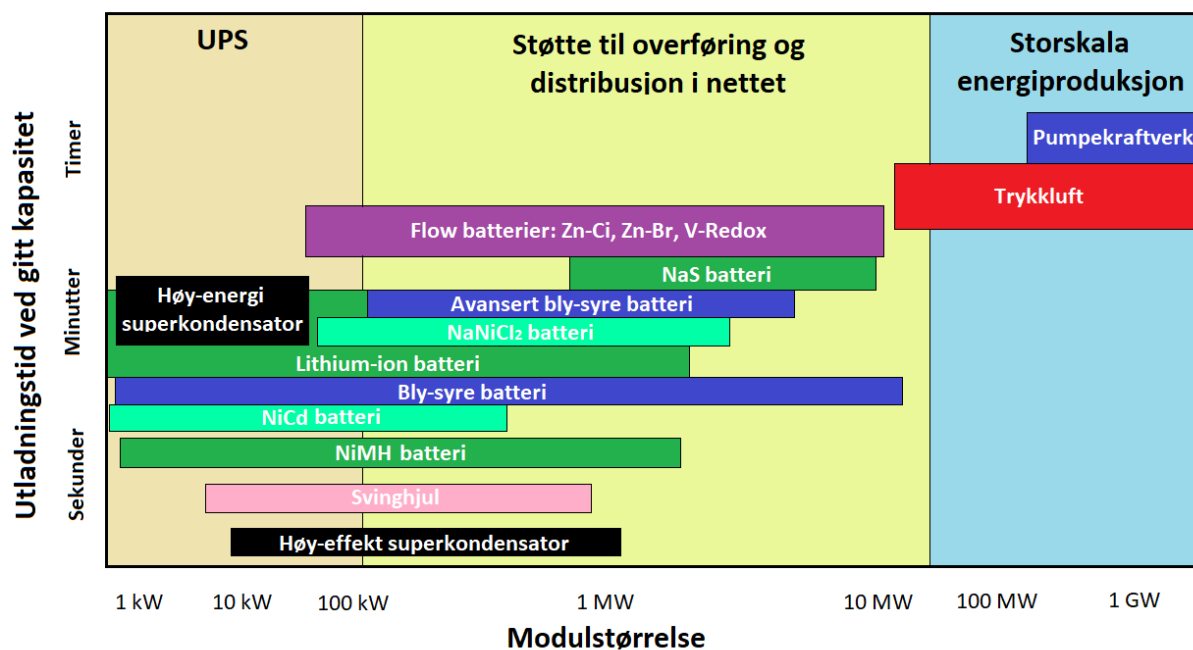 UPS
Støtte til overføring og
distribusjon i nettet
Storskala
energiproduksjon
Utladningstid ved gitt kapasitet
Timer
Minutter
Sekunder
Pumpekraftverk
Trykkluft
Flow batterier: Zn-Ci, Zn-Br, V-Redox
NaS batteri
Høy-energi
superkondensator
Avansert bly-syre batteri
NaNiCl₂ batteri
Lithium-ion batteri
Bly-syre batteri
NiCd batteri
NiMH batteri
Svinghjul
Høy-effekt superkondensator
1 kW 10 kW 100 kW 1 MW 10 MW 100 MW 1 GW
Modulstørrelse